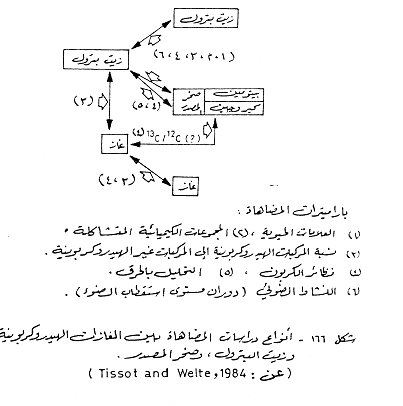 زيت بترول
(٦،٤،٣،٢،١)
زيت بترول
صخر المصدر
بيتومين
كيروجين
(٥،٤)
(٣)
(٤) ¹³C/¹²C (?)
غاز
(٤،٣)
غاز
بارامترات المضاهاة :
(١) العلامات الحيوية ، (٢) المجموعات الكيميائية المتشاكلة .
(٣) نسبة المركبات الهيدروكربونية إلى المركبات غير الهيدروكربونية .
(٤) نظائر الكربون ، (٥) التحليل بالحرق .
(٦) النشاط الضوئي (دوران مستوى استقطاب الضوء) .
شكل ١٦٦ - أنواع دراسات المضاهاة بين الغازات الهيدروكربونية
وزيت البترول ، وصخر المصدر .
(عن : Tissot and Welte, 1984)